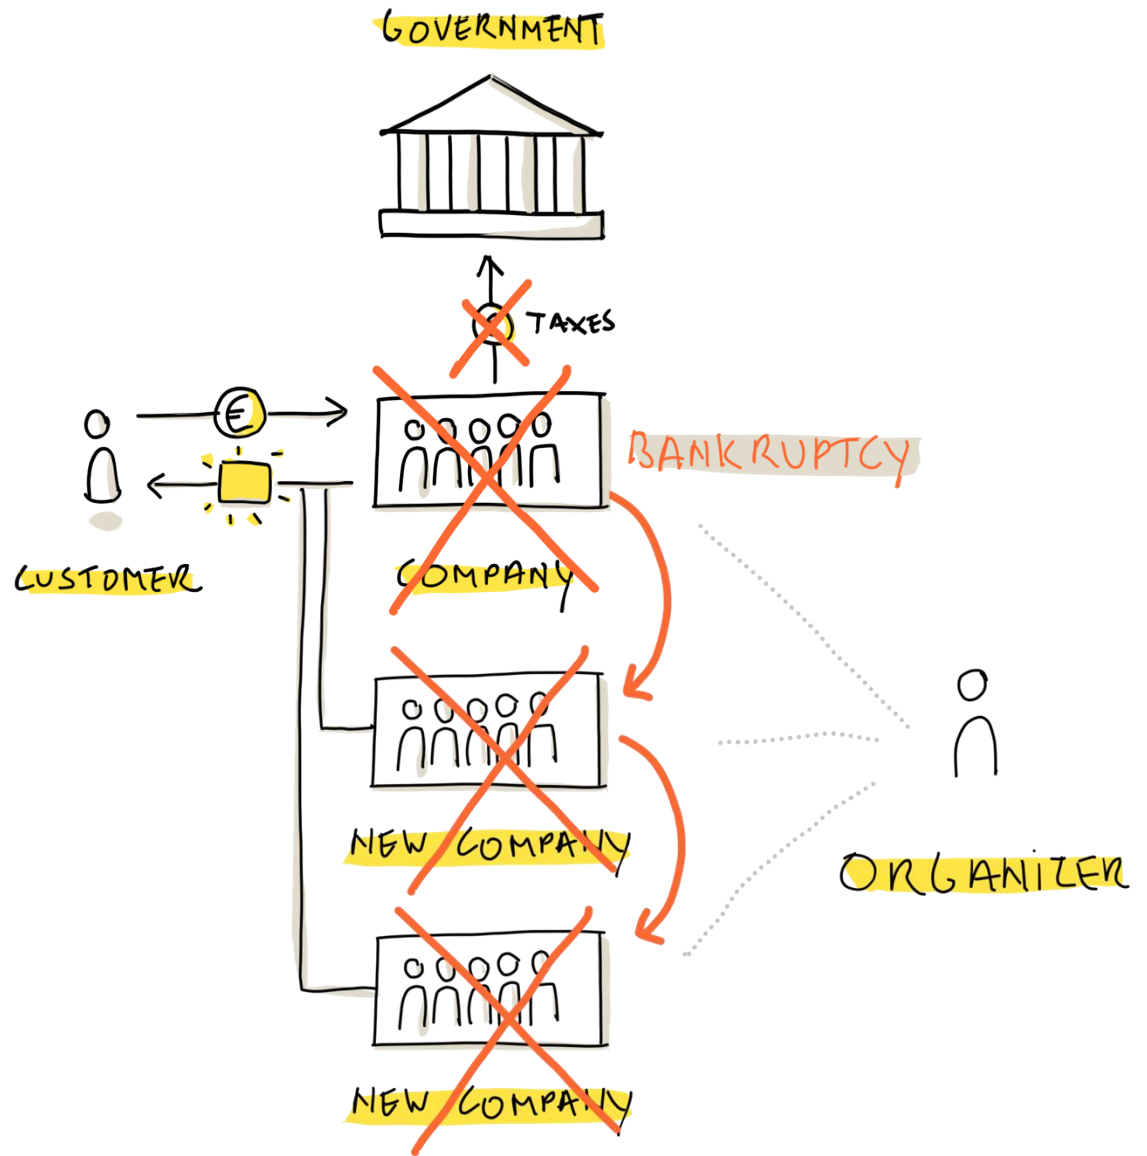 GOVERNMENT
TAXES
€
BANKRUPTCY
CUSTOMER
COMPANY
NEW COMPANY
ORGANIZER
NEW COMPANY